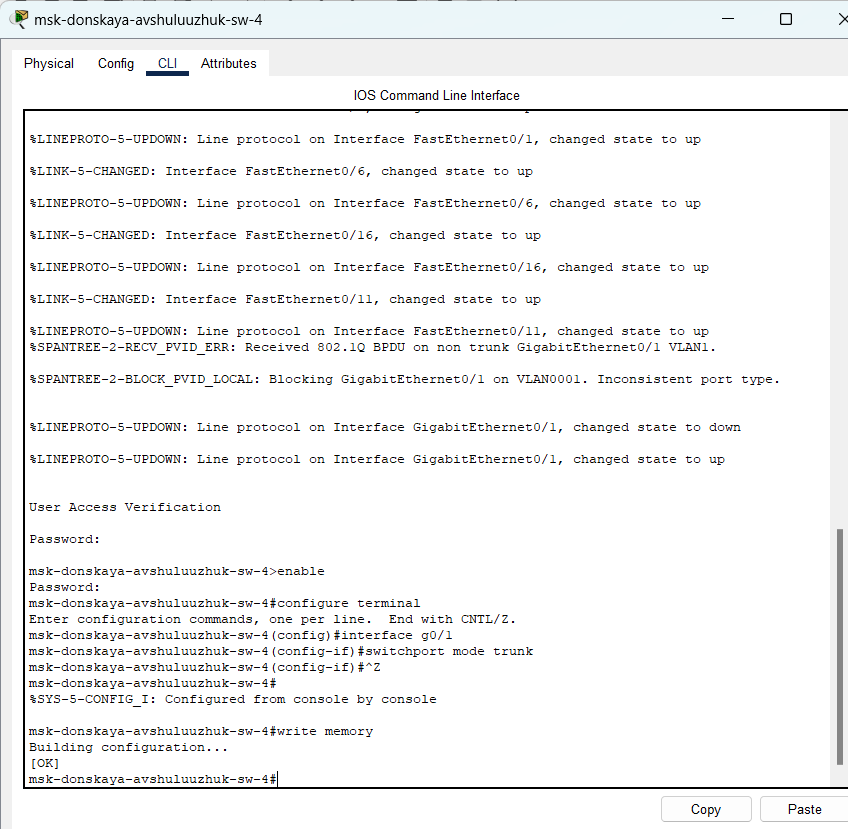 msk-donskaya-avshuluuzhuk-sw-4
Physical Config CLI Attributes
IOS Command Line Interface
%LINEPROTO-5-UPDOWN: Line protocol on Interface FastEthernet0/1, changed state to up
%LINK-5-CHANGED: Interface FastEthernet0/6, changed state to up
%LINEPROTO-5-UPDOWN: Line protocol on Interface FastEthernet0/6, changed state to up
%LINK-5-CHANGED: Interface FastEthernet0/16, changed state to up
%LINEPROTO-5-UPDOWN: Line protocol on Interface FastEthernet0/16, changed state to up
%LINK-5-CHANGED: Interface FastEthernet0/11, changed state to up
%LINEPROTO-5-UPDOWN: Line protocol on Interface FastEthernet0/11, changed state to up
%SPANTREE-2-RECV_PVID_ERR: Received 802.1Q BPDU on non trunk GigabitEthernet0/1 VLAN1.
%SPANTREE-2-BLOCK_PVID_LOCAL: Blocking GigabitEthernet0/1 on VLAN0001. Inconsistent port type.
%LINEPROTO-5-UPDOWN: Line protocol on Interface GigabitEthernet0/1, changed state to down
%LINEPROTO-5-UPDOWN: Line protocol on Interface GigabitEthernet0/1, changed state to up
User Access Verification
Password:
msk-donskaya-avshuluuzhuk-sw-4>enable
Password:
msk-donskaya-avshuluuzhuk-sw-4#configure terminal
Enter configuration commands, one per line.  End with CNTL/Z.
msk-donskaya-avshuluuzhuk-sw-4(config)#interface g0/1
msk-donskaya-avshuluuzhuk-sw-4(config-if)#switchport mode trunk
msk-donskaya-avshuluuzhuk-sw-4(config-if)#^Z
msk-donskaya-avshuluuzhuk-sw-4#
%SYS-5-CONFIG_I: Configured from console by console
msk-donskaya-avshuluuzhuk-sw-4#write memory
Building configuration...
[OK]
msk-donskaya-avshuluuzhuk-sw-4#
Copy Paste